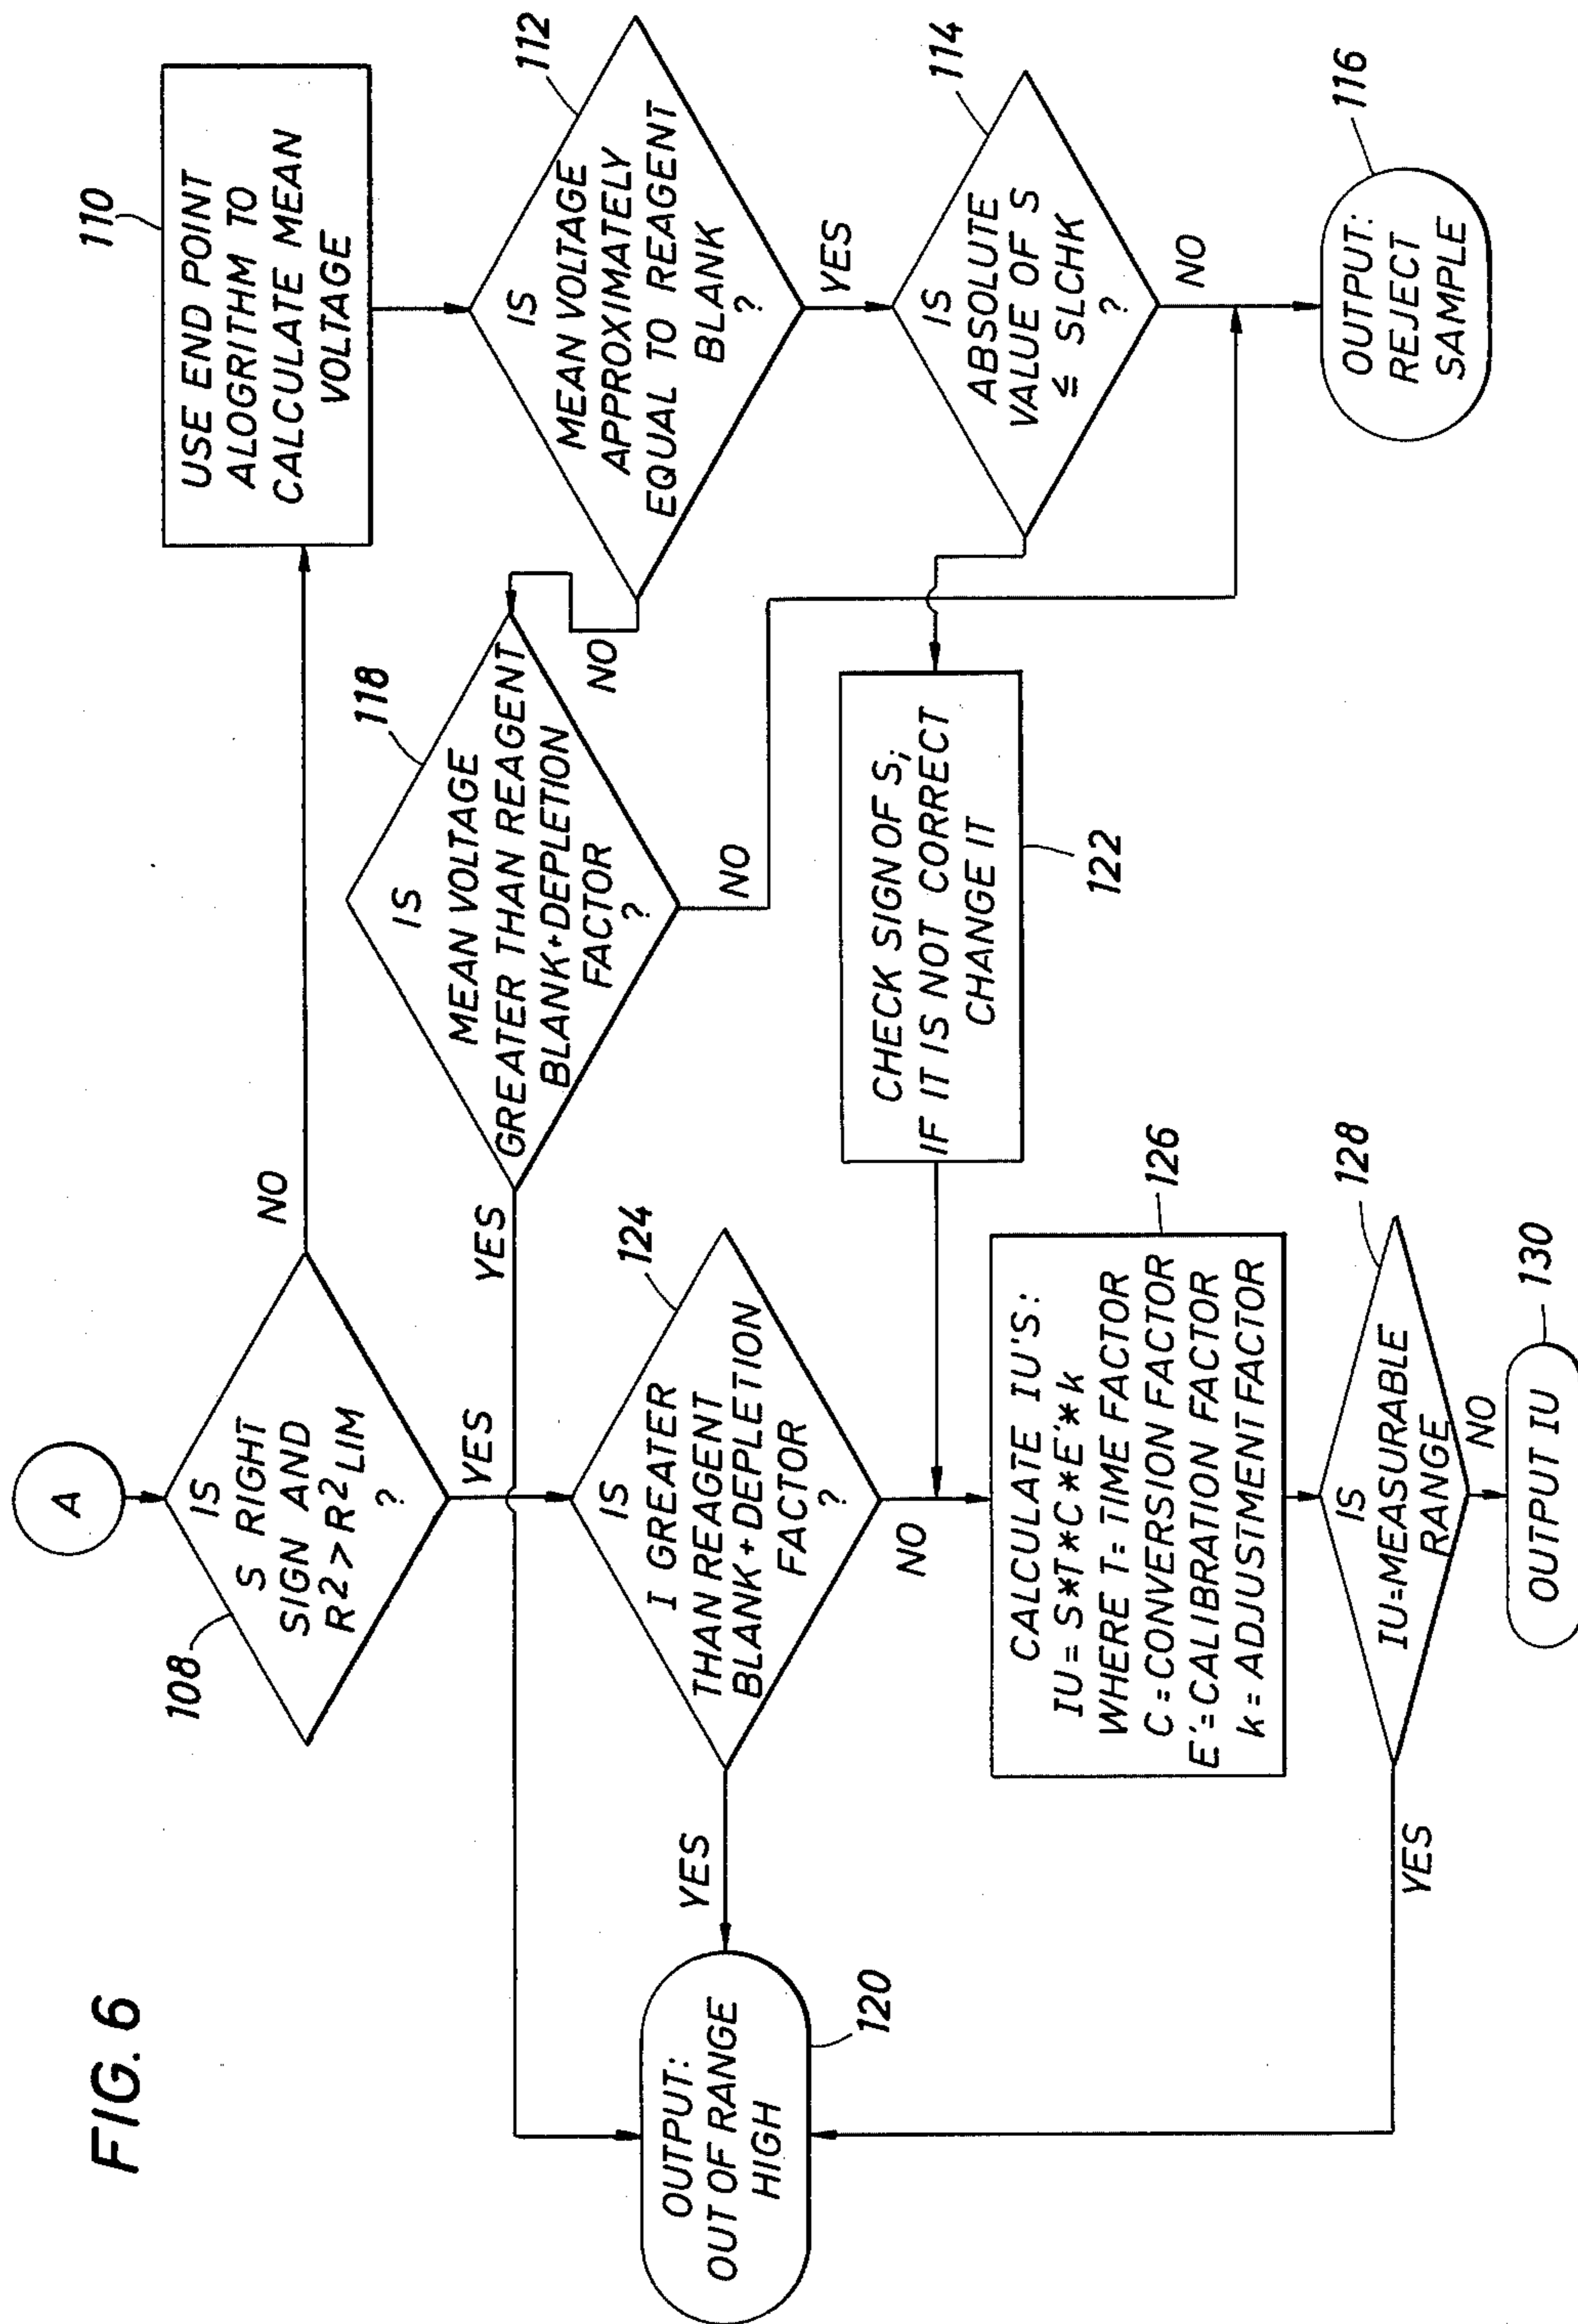 FIG. 6
A
108
IS
S RIGHT
SIGN AND
R2 > R2 LIM
?
NO
YES
110
USE END POINT
ALOGRITHM TO
CALCULATE MEAN
VOLTAGE
112
IS
MEAN VOLTAGE
APPROXIMATELY
EQUAL TO REAGENT
BLANK
?
NO
YES
114
IS
ABSOLUTE
VALUE OF S
≤ SLCHK
?
NO
116
OUTPUT:
REJECT
SAMPLE
118
IS
MEAN VOLTAGE
GREATER THAN REAGENT
BLANK+DEPLETION
FACTOR
?
YES
NO
120
OUTPUT:
OUT OF RANGE
HIGH
122
CHECK SIGN OF S;
IF IT IS NOT CORRECT
CHANGE IT
124
IS
I GREATER
THAN REAGENT
BLANK+DEPLETION
FACTOR
?
YES
NO
126
CALCULATE IU'S:
IU = S*T*C*E'*k
WHERE T= TIME FACTOR
C = CONVERSION FACTOR
E'= CALIBRATION FACTOR
k = ADJUSTMENT FACTOR
128
IS
IU=MEASURABLE
RANGE
YES
NO
130
OUTPUT IU